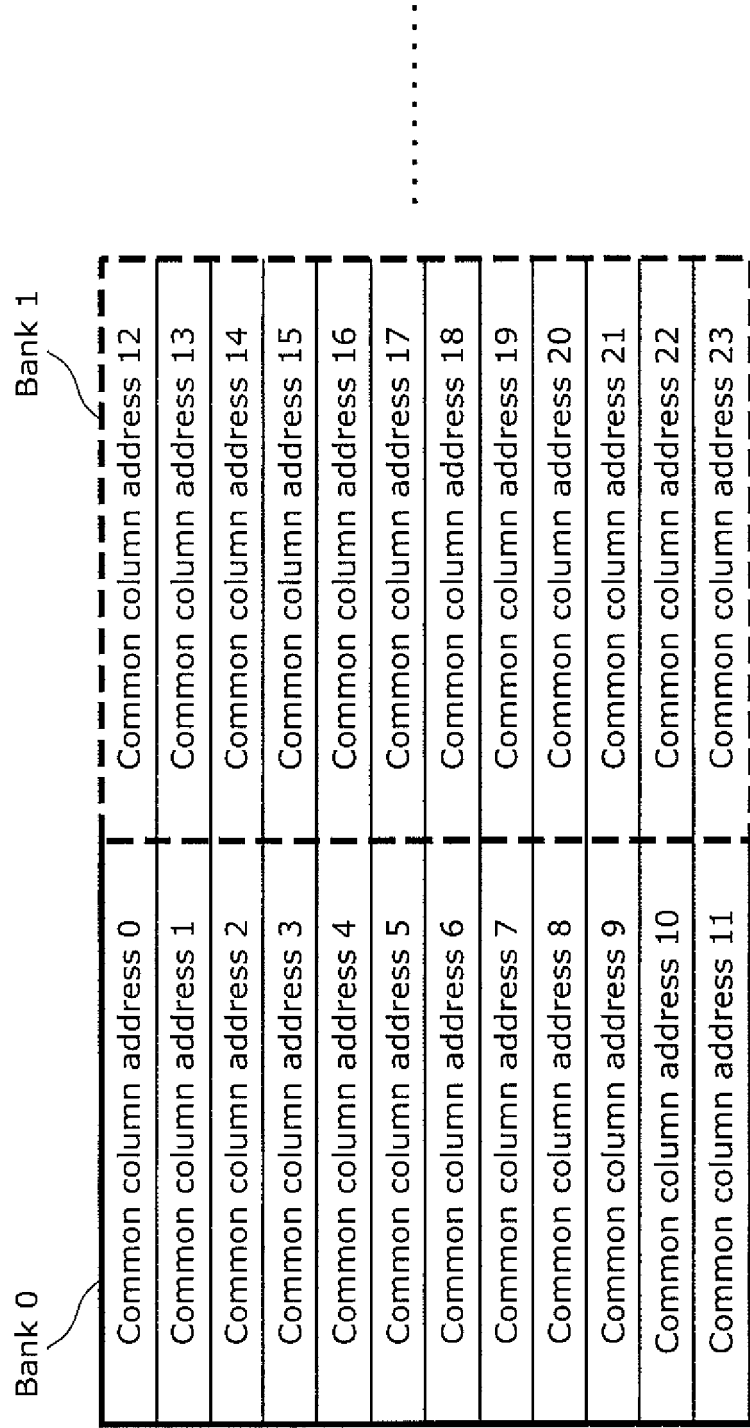 Bank 0
Bank 1
Common column address 0
Common column address 12
Common column address 1
Common column address 13
Common column address 2
Common column address 14
Common column address 3
Common column address 15
Common column address 4
Common column address 16
Common column address 5
Common column address 17
Common column address 6
Common column address 18
Common column address 7
Common column address 19
Common column address 8
Common column address 20
Common column address 9
Common column address 21
Common column address 10
Common column address 22
Common column address 11
Common column address 23